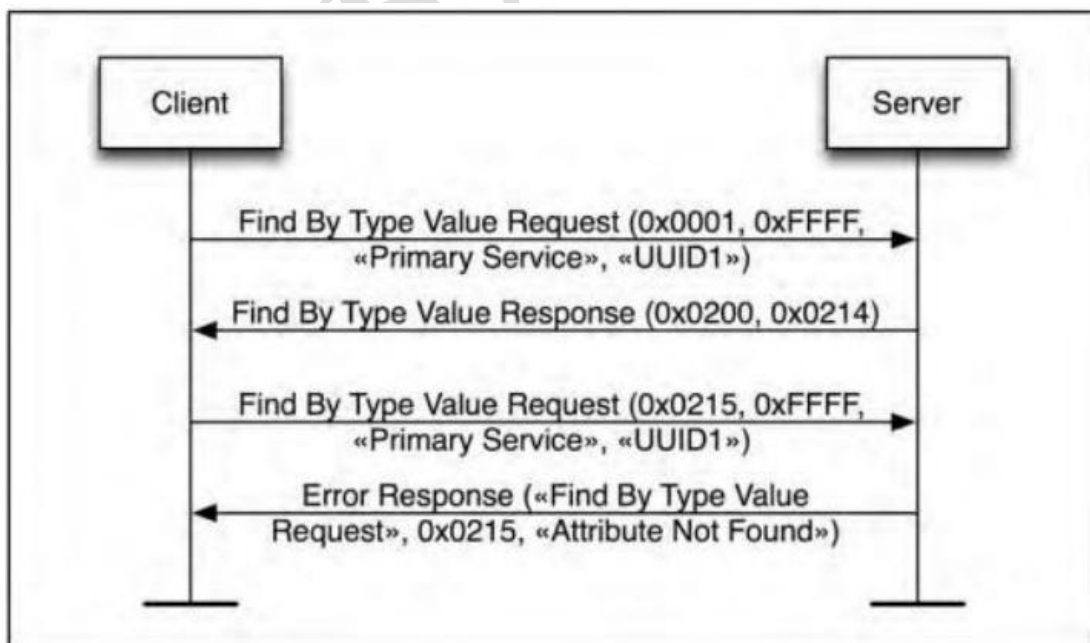 Client
Server
Find By Type Value Request (0x0001, 0xFFFF,
«Primary Service», «UUID1»)
Find By Type Value Response (0x0200, 0x0214)
Find By Type Value Request (0x0215, 0xFFFF,
«Primary Service», «UUID1»)
Error Response («Find By Type Value
Request», 0x0215, «Attribute Not Found»)